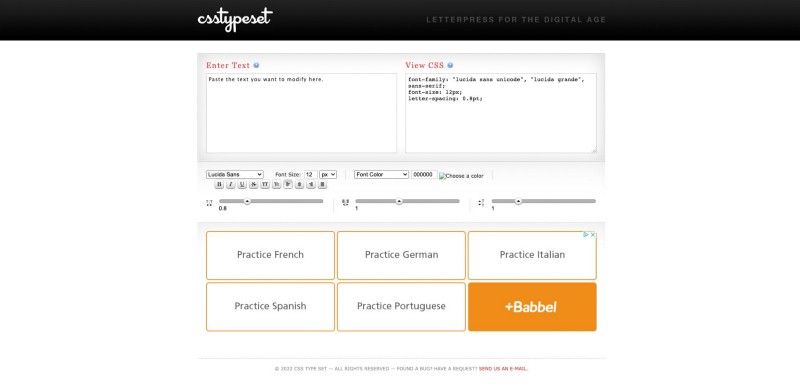 csstypeset
LETTERPRESS FOR THE DIGITAL AGE
Enter Text
View CSS
Paste the text you want to modify here.
font-family: "lucida sans unicode", "lucida grande",
sans-serif;
font-size: 12px;
letter-spacing: 0.8pt;
Lucida Sans
Font Size:
12
px
Font Color
000000
Choose a color
B
I
U
S
TT
0.8
1
1
Practice French
Practice German
Practice Italian
Practice Spanish
Practice Portuguese
+Babbel
© 2022 CSS TYPE SET — ALL RIGHTS RESERVED — FOUND A BUG? HAVE A REQUEST? SEND US AN E-MAIL.